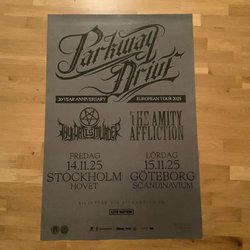 Parkway
Drive
20 YEAR ANNIVERSARY EUROPEAN TOUR 2025
THY ART IS MURDER
THE AMITY
AFFLICTION
FREDAG LÖRDAG
14.11.25 15.11.25
STOCKHOLM GÖTEBORG
HOVET SCANDINAVIUM
LIVE NATION